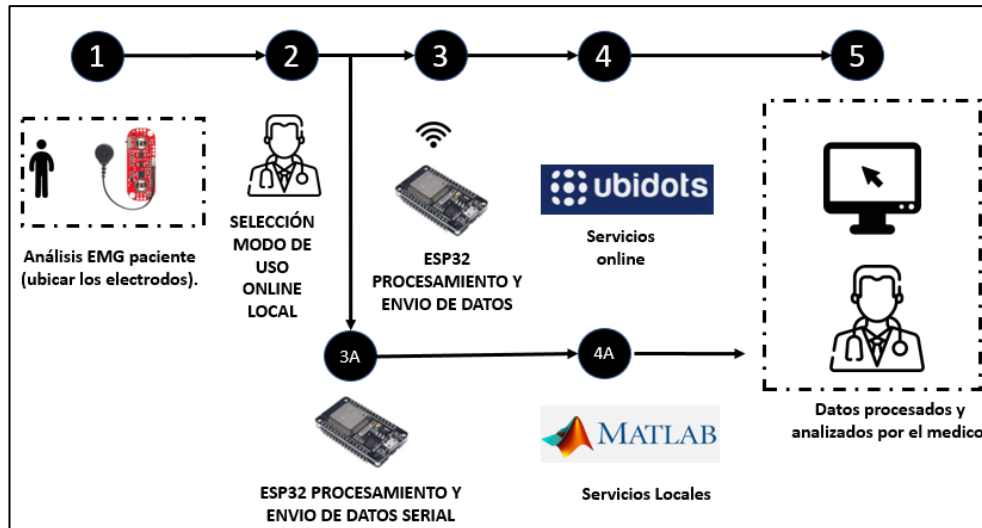 1
2
3
4
5
Análisis EMG paciente
(ubicar los electrodos).
SELECCIÓN
MODO DE
USO
ONLINE
LOCAL
ESP32
PROCESAMIENTO Y
ENVIO DE DATOS
ubidots
Servicios
online
3A
4A
ESP32 PROCESAMIENTO Y
ENVIO DE DATOS SERIAL
MATLAB
Servicios Locales
Datos procesados y
analizados por el medico